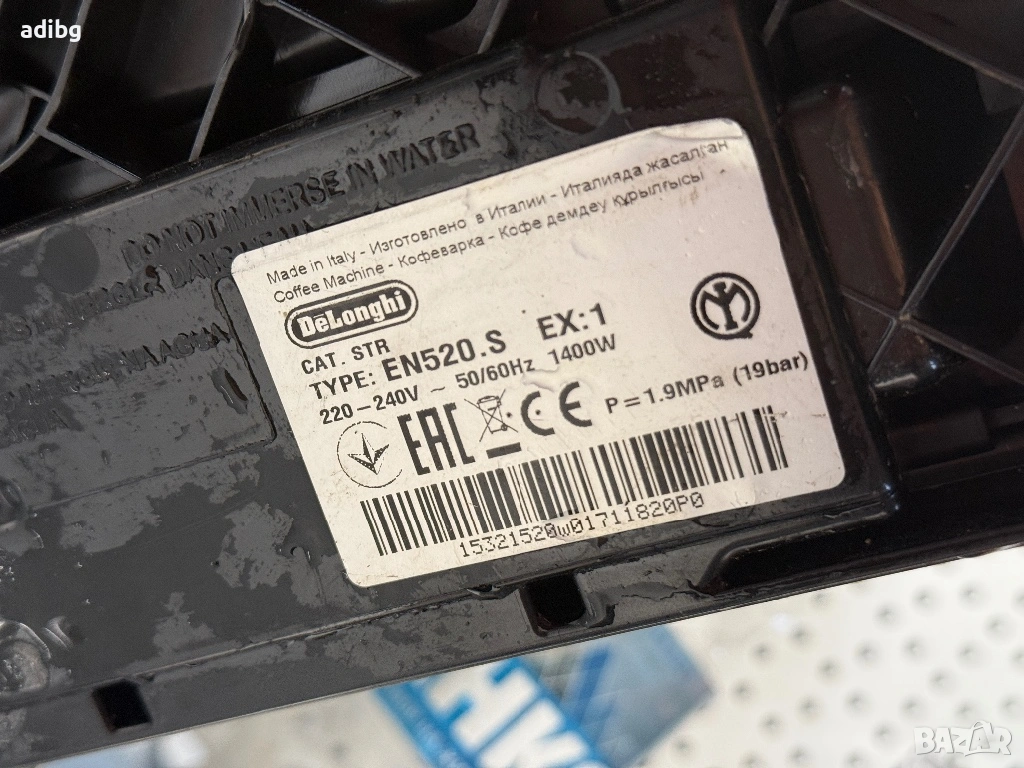 adibg
DO NOT IMMERSE IN WATER
Made in Italy - Изготовлено в Италии - Италияда жасалған
Coffee Machine - Кофеварка - Кофе демдеу құрылғысы
DeLonghi
CAT. STR
TYPE: EN520.S EX:1
220-240V ~ 50/60Hz 1400W
EAC CE P=1.9MPa (19bar)
15321520w01711820P0
BAZAR